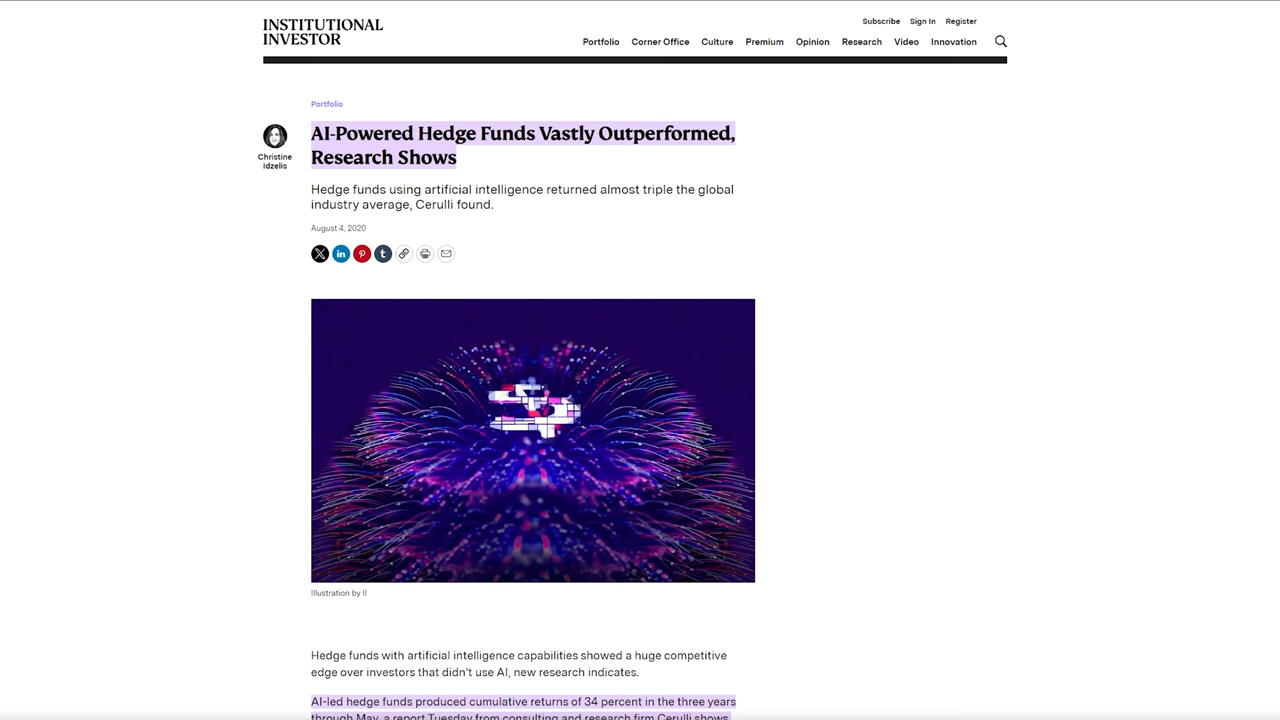 INSTITUTIONAL
INVESTOR
Subscribe Sign In Register
Portfolio Corner Office Culture Premium Opinion Research Video Innovation
Portfolio
Christine
Idzelis
AI-Powered Hedge Funds Vastly Outperformed,
Research Shows
Hedge funds using artificial intelligence returned almost triple the global
industry average, Cerulli found.
August 4, 2020
Illustration by II
Hedge funds with artificial intelligence capabilities showed a huge competitive
edge over investors that didn't use AI, new research indicates.
AI-led hedge funds produced cumulative returns of 34 percent in the three years
through May, a report Tuesday from consulting and research firm Cerulli shows.